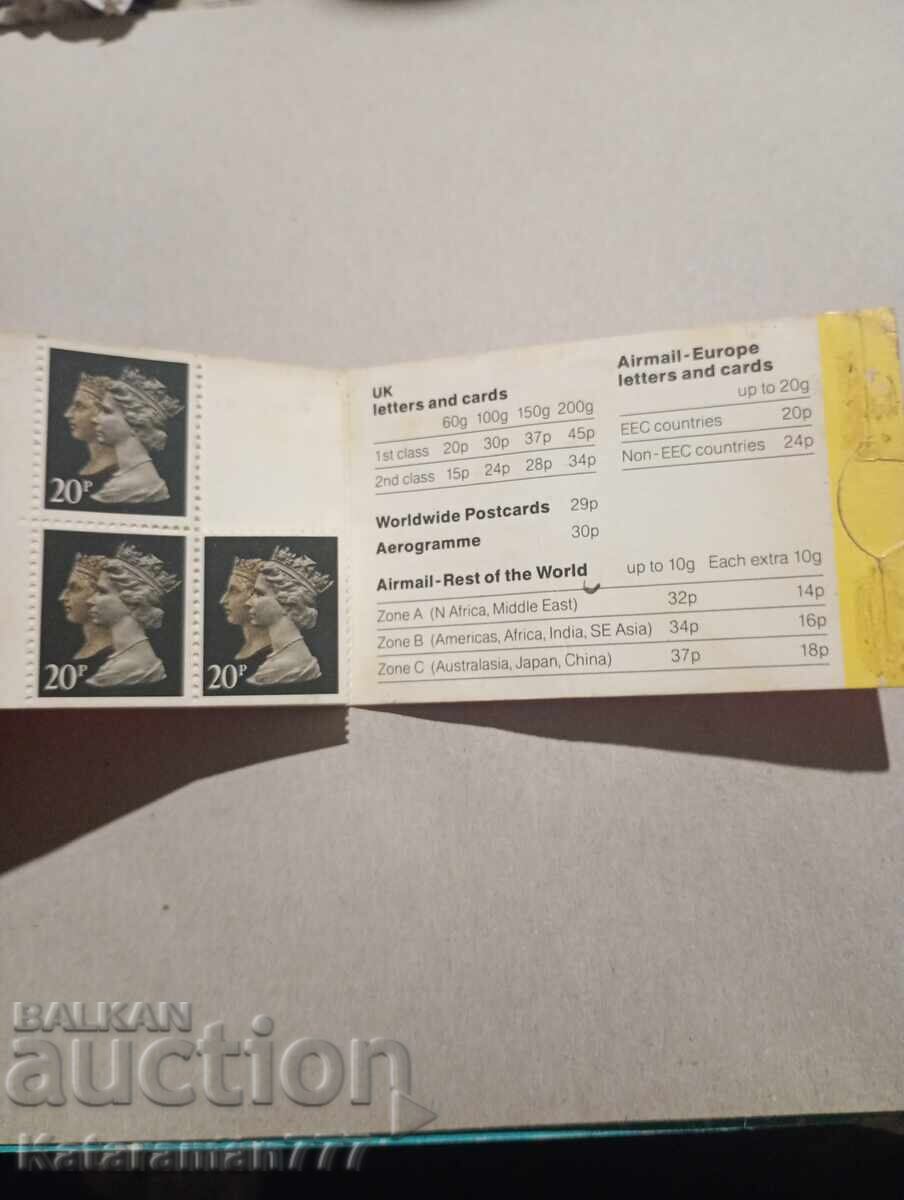 20P
20P
20P
UK
letters and cards
60g 100g 150g 200g
1st class 20p 30p 37p 45p
2nd class 15p 24p 28p 34p
Worldwide Postcards 29p
Aerogramme 30p
Airmail-Europe
letters and cards
up to 20g
EEC countries 20p
Non-EEC countries 24p
Airmail-Rest of the World up to 10g Each extra 10g
Zone A (N Africa, Middle East) 32p 14p
Zone B (Americas, Africa, India, SE Asia) 34p 16p
Zone C (Australasia, Japan, China) 37p 18p
BALKAN
auction
Kataraman777